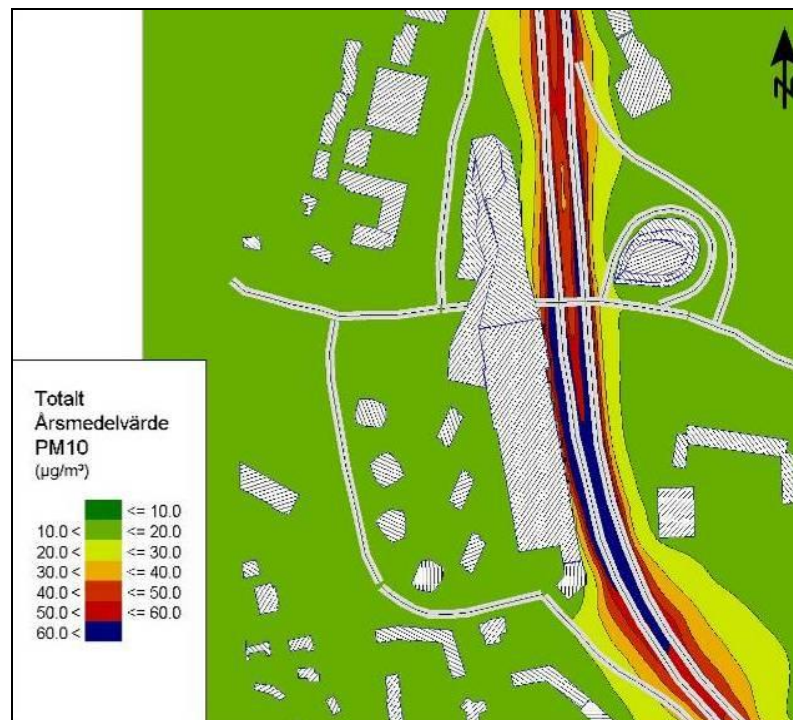 N
Totalt
Årsmedelvärde
PM10
(µg/m³)
<= 10.0
10.0 < <= 20.0
20.0 < <= 30.0
30.0 < <= 40.0
40.0 < <= 50.0
50.0 < <= 60.0
60.0 <